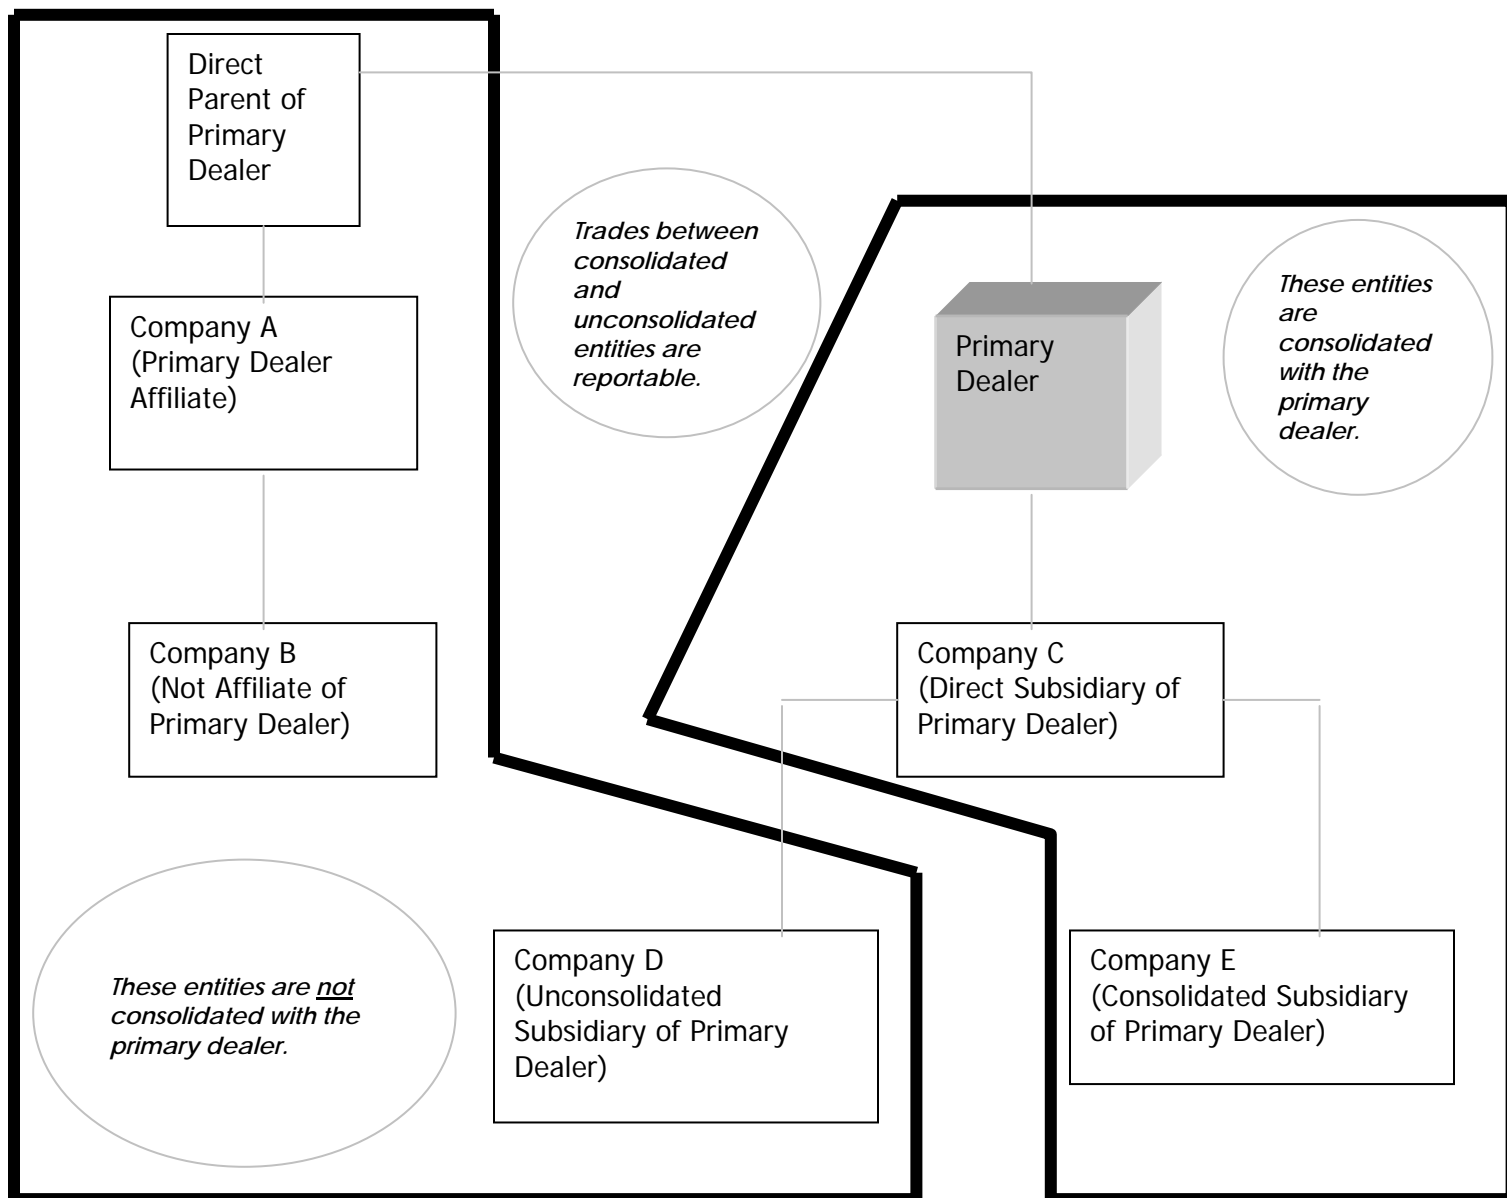 Direct
Parent of
Primary
Dealer
Trades between
consolidated
and
unconsolidated
entities are
reportable.
These entities
are
consolidated
with the
primary
dealer.
Company A
(Primary Dealer
Affiliate)
Primary
Dealer
Company B
(Not Affiliate of
Primary Dealer)
Company C
(Direct Subsidiary of
Primary Dealer)
These entities are not
consolidated with the
primary dealer.
Company D
(Unconsolidated
Subsidiary of Primary
Dealer)
Company E
(Consolidated Subsidiary
of Primary Dealer)